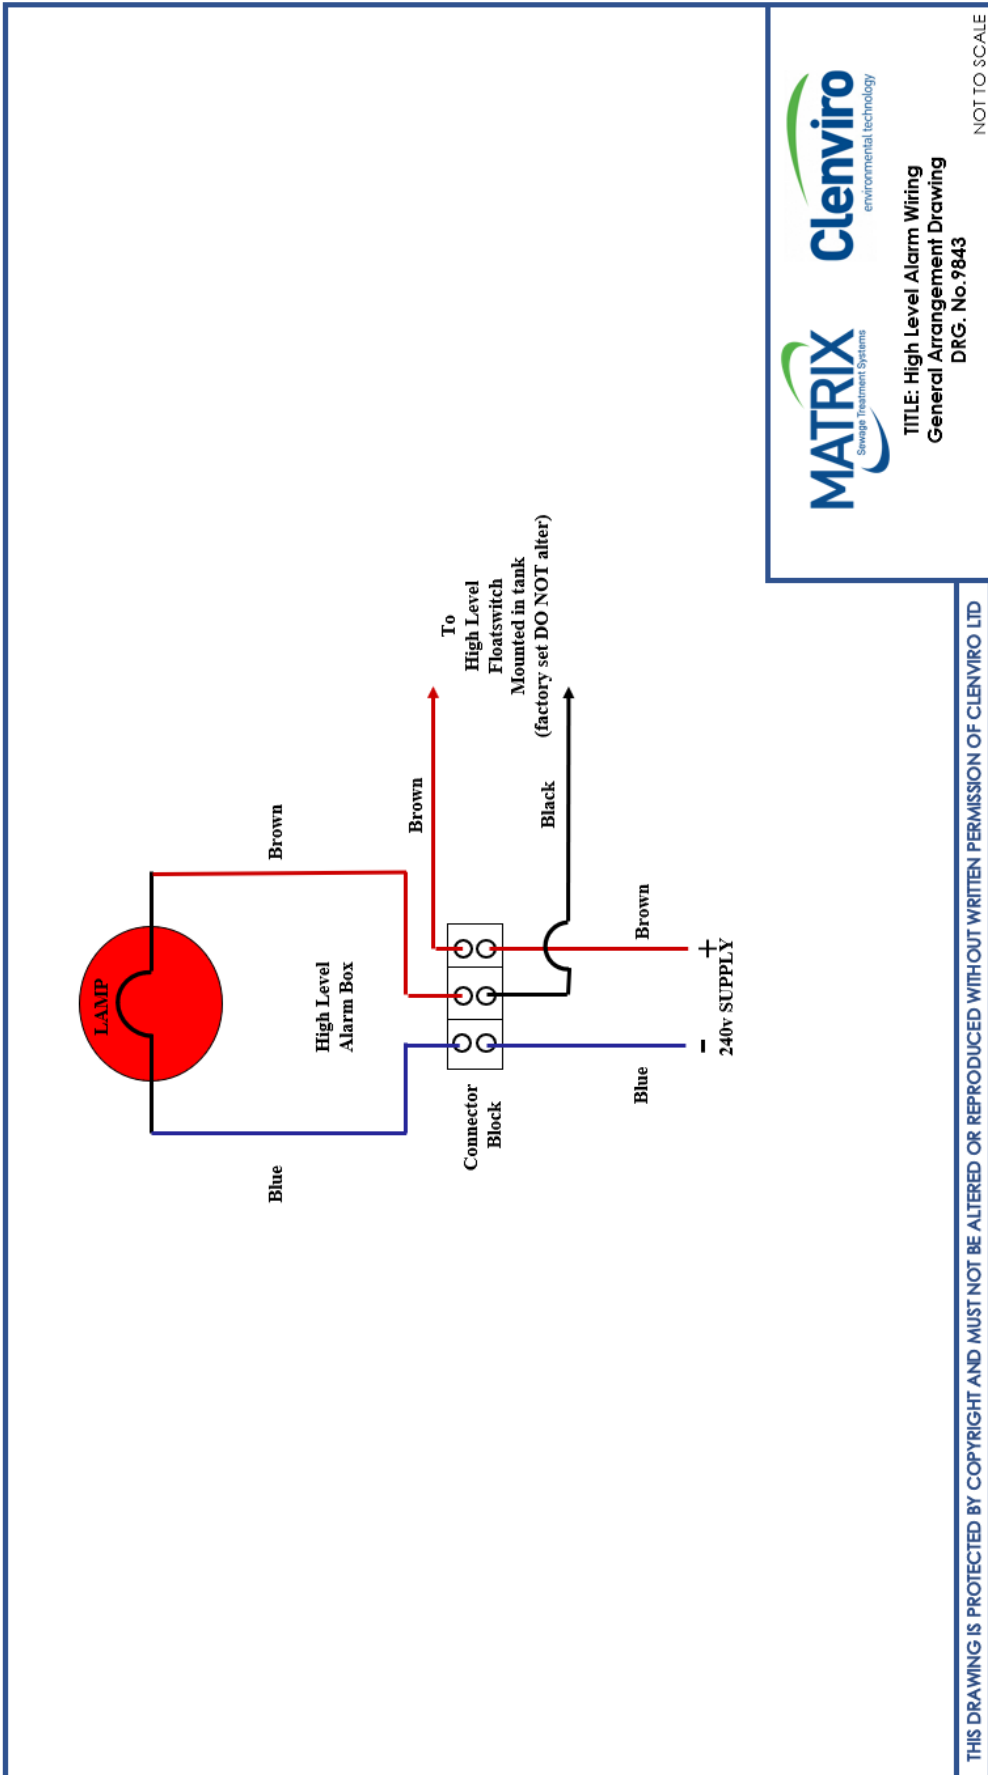 LAMP
Blue
Brown
High Level
Alarm Box
Connector
Block
Brown
Black
To
High Level
Floatswitch
Mounted in tank
(factory set DO NOT alter)
Blue
Brown
- +
240v SUPPLY
MATRIX
Sewage Treatment Systems
Clenviro
environmental technology
TITLE: High Level Alarm Wiring
General Arrangement Drawing
DRG. No.9843
NOT TO SCALE
THIS DRAWING IS PROTECTED BY COPYRIGHT AND MUST NOT BE ALTERED OR REPRODUCED WITHOUT WRITTEN PERMISSION OF CLENVIRO LTD